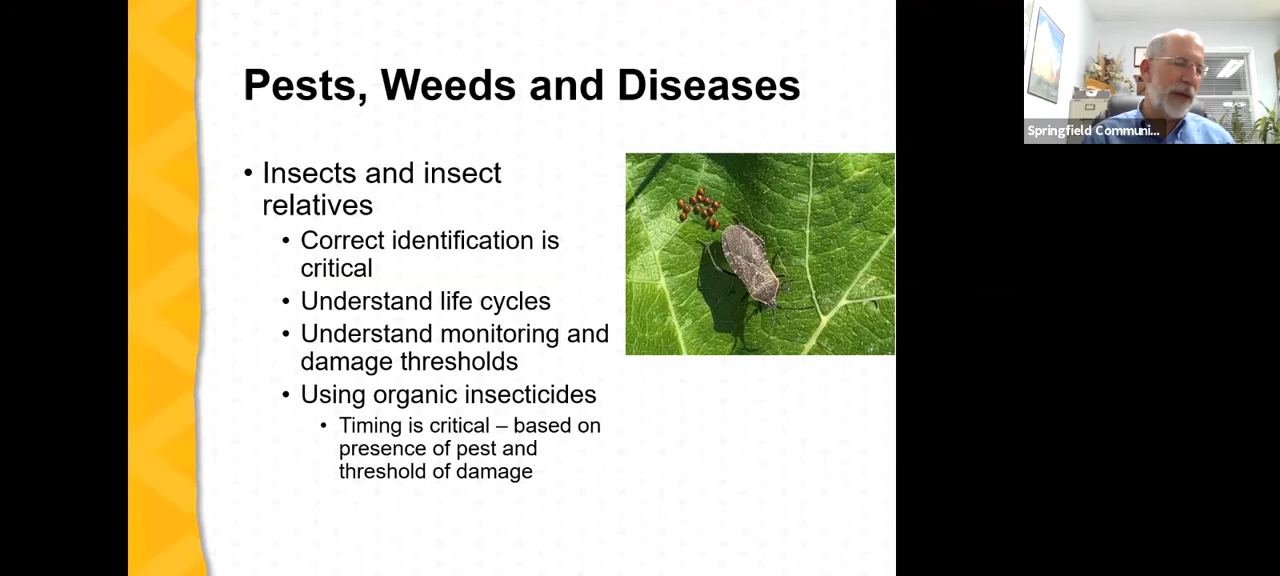 Pests, Weeds and Diseases
• Insects and insect
relatives
• Correct identification is
critical
• Understand life cycles
• Understand monitoring and
damage thresholds
• Using organic insecticides
• Timing is critical – based on
presence of pest and
threshold of damage
Springfield Communi...